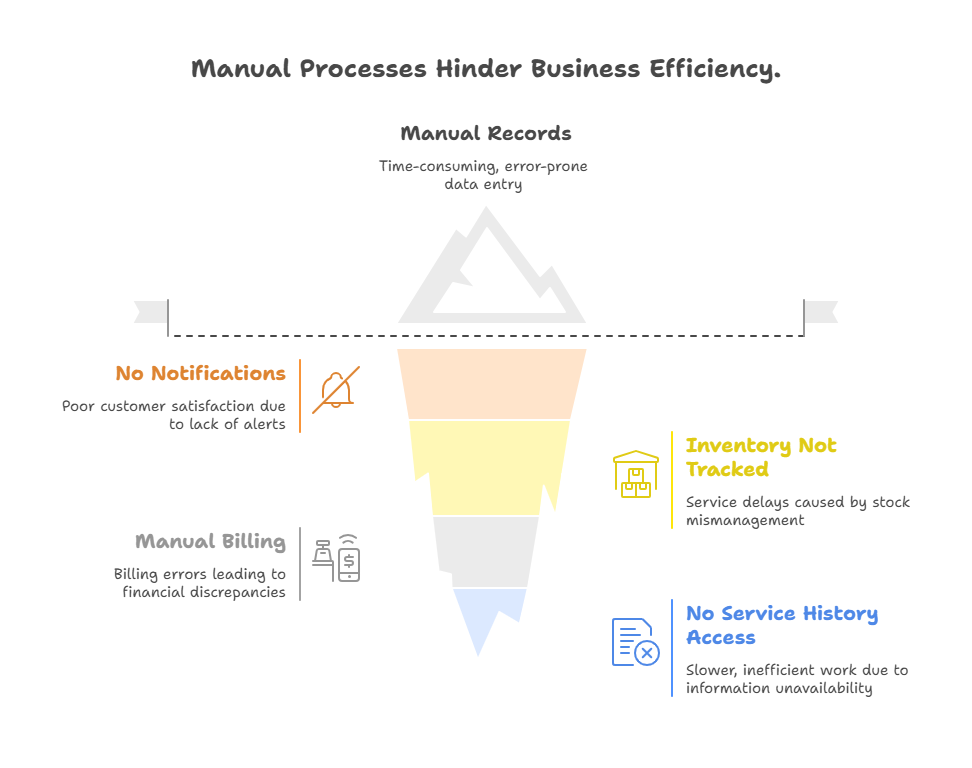 Manual Processes Hinder Business Efficiency.
Manual Records
Time-consuming, error-prone
data entry
No Notifications
Poor customer satisfaction due
to lack of alerts
Inventory Not
Tracked
Service delays caused by stock
mismanagement
Manual Billing
Billing errors leading to
financial discrepancies
$
No Service History
Access
Slower, inefficient work due to
information unavailability